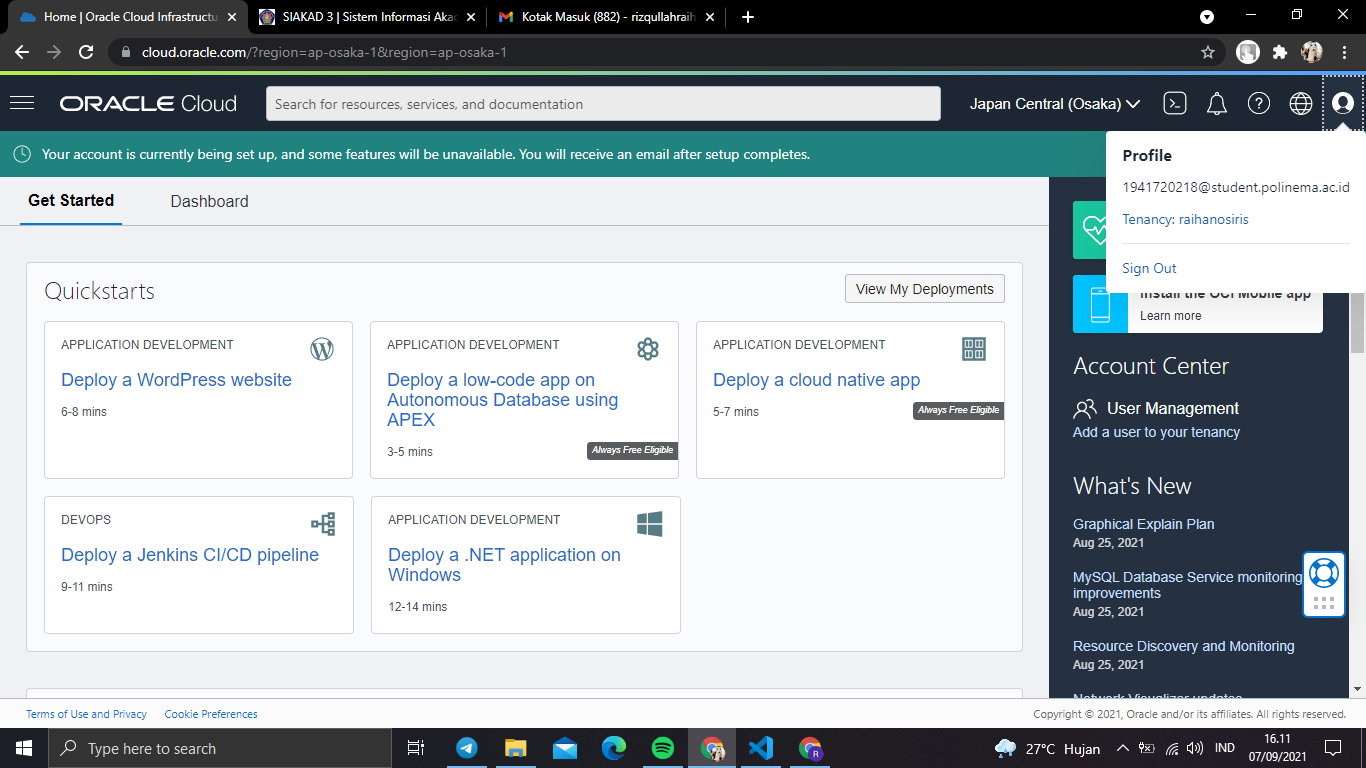 Home | Oracle Cloud Infrastructu
SIAKAD 3 | Sistem Informasi Akad
Kotak Masuk (882) - rizqullahraih
cloud.oracle.com/?region=ap-osaka-1&region=ap-osaka-1
ORACLE Cloud
Search for resources, services, and documentation
Japan Central (Osaka)
Your account is currently being set up, and some features will be unavailable. You will receive an email after setup completes.
Profile
1941720218@student.polinema.ac.id
Tenancy: raihanosiris
Sign Out
Get Started
Dashboard
Quickstarts
View My Deployments
APPLICATION DEVELOPMENT
Deploy a WordPress website
6-8 mins
APPLICATION DEVELOPMENT
Deploy a low-code app on
Autonomous Database using
APEX
3-5 mins
Always Free Eligible
APPLICATION DEVELOPMENT
Deploy a cloud native app
5-7 mins
Always Free Eligible
DEVOPS
Deploy a Jenkins CI/CD pipeline
9-11 mins
APPLICATION DEVELOPMENT
Deploy a .NET application on
Windows
12-14 mins
Install the OCI Mobile app
Learn more
Account Center
User Management
Add a user to your tenancy
What's New
Graphical Explain Plan
Aug 25, 2021
MySQL Database Service monitoring
improvements
Aug 25, 2021
Resource Discovery and Monitoring
Aug 25, 2021
Network Visualizer updates
Terms of Use and Privacy
Cookie Preferences
Copyright © 2021, Oracle and/or its affiliates. All rights reserved.
Type here to search
27°C Hujan
IND
16.11
07/09/2021